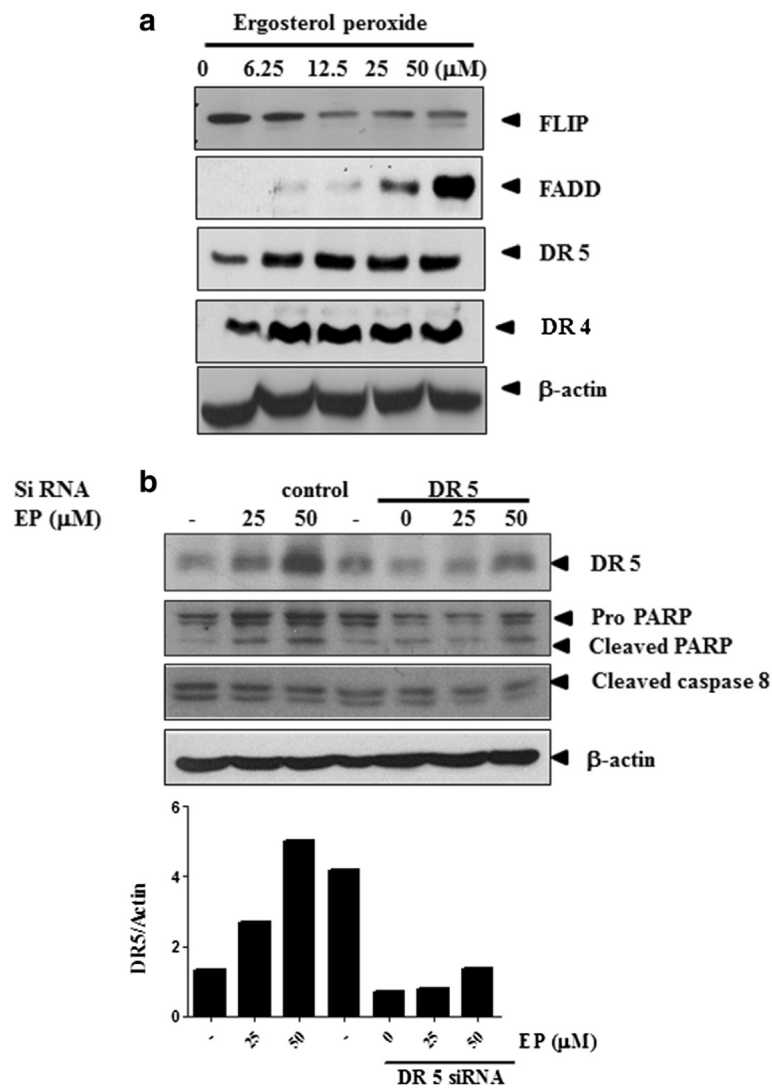 a
Ergosterol peroxide
0 6.25 12.5 25 50 (μM)
FLIP
FADD
DR 5
DR 4
β-actin
b
Si RNA control DR 5
EP (μM) - 25 50 - 0 25 50
DR 5
Pro PARP
Cleaved PARP
Cleaved caspase 8
β-actin
6
4
2
0
DR5/Actin
- 25 50 - 0 25 50 EP (μM)
DR 5 siRNA